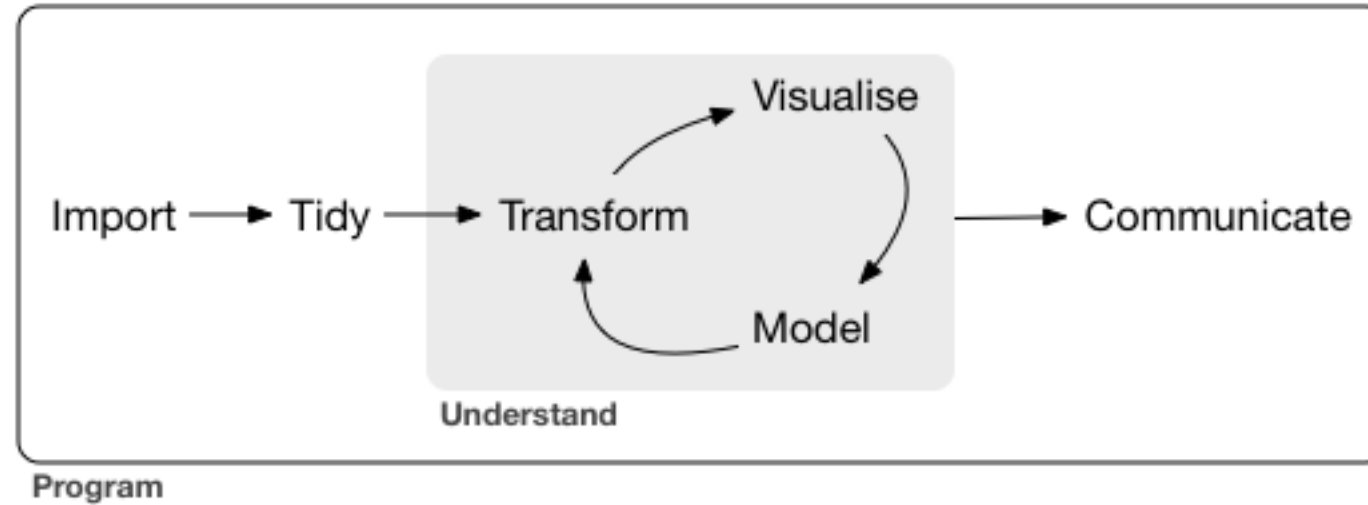 Visualise
Import
Tidy
Transform
Communicate
Model
Understand
Program